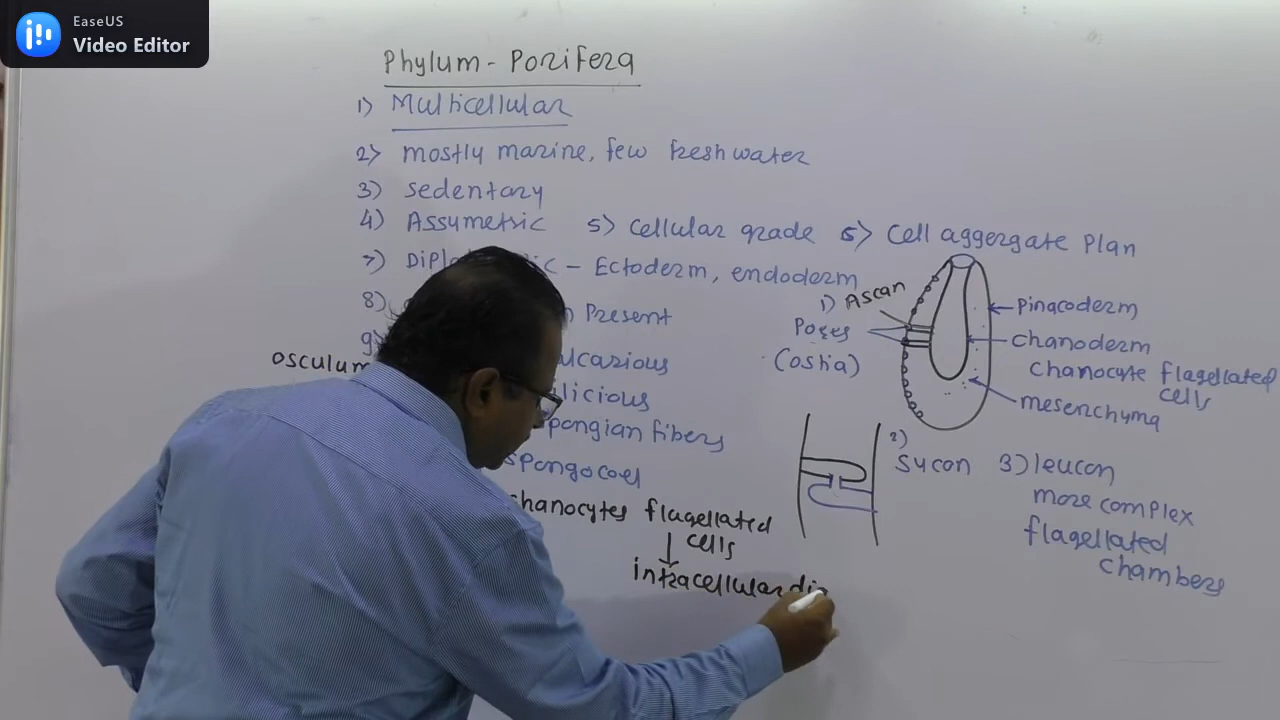 EaseUS
Video Editor
Phylum - Porifera
1) Multicellular
2) mostly marine, few freshwater
3) sedentary
4) Assymetric 5) cellular grade 6) cell aggergate Plan
7) – Ectoderm, endoderm
8) Present
9)
osculum
spongian fibers
spongocoel
chanocytes flagellated
cells
intracellular
1) Ascan
Pores
(Ostia)
Pinacoderm
chanoderm
chanocyte flagellated
cells
mesenchyma
2)
Sycon 3) leucon
more complex
flagellated
chambers